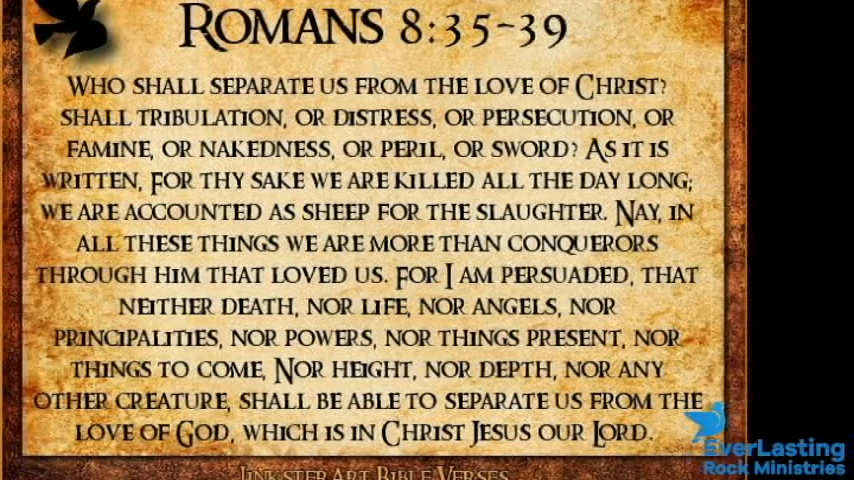 Romans 8:35-39
Who shall separate us from the love of Christ?
shall tribulation, or distress, or persecution, or
famine, or nakedness, or peril, or sword? As it is
written, For thy sake we are killed all the day long;
we are accounted as sheep for the slaughter. Nay, in
all these things we are more than conquerors
through him that loved us. For I am persuaded, that
neither death, nor life, nor angels, nor
principalities, nor powers, nor things present, nor
things to come, Nor height, nor depth, nor any
other creature, shall be able to separate us from the
love of God, which is in Christ Jesus our Lord.
EverLasting
Rock Ministries
JinksterArt Bible Verses